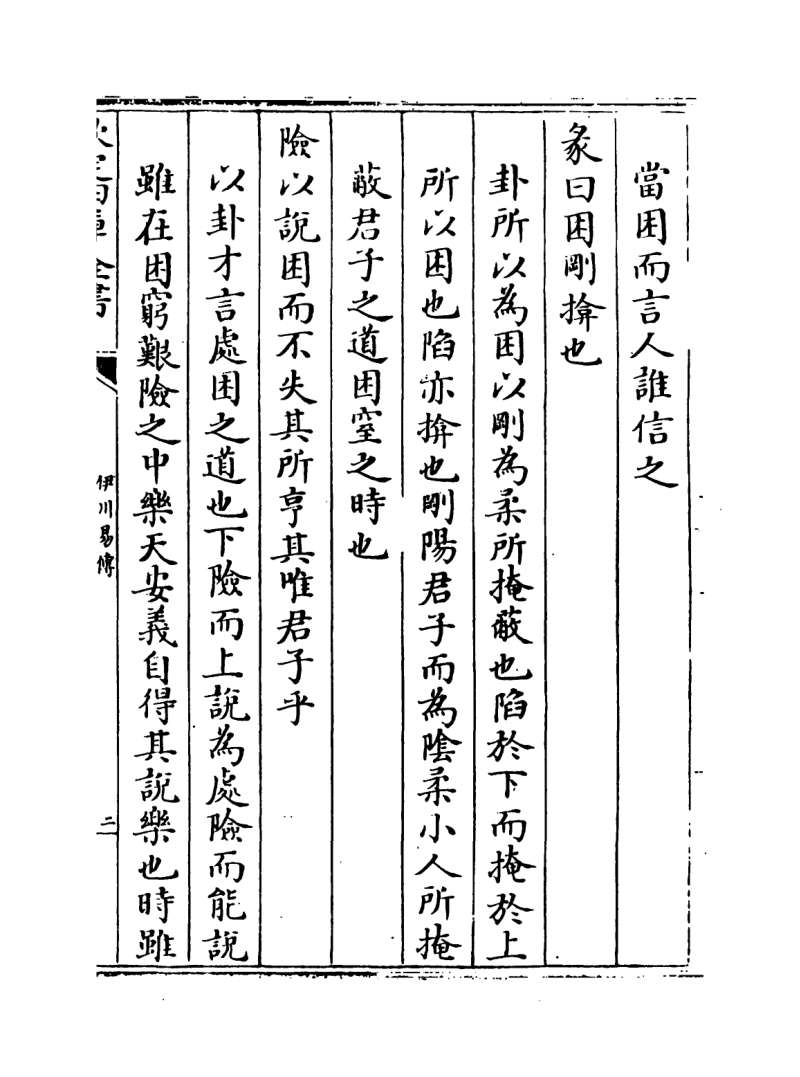 當困而言人誰信之
彖曰困剛揜也
卦所以為困以剛為柔所掩蔽也陷於下而掩於上
所以困也陷亦揜也剛陽君子而為陰柔小人所掩
蔽君子之道困窒之時也
險以說困而不失其所亨其唯君子乎
以卦才言處困之道也下險而上說為處險而能說
雖在困窮艱險之中樂天安義自得其說樂也時雖
欽定四庫全書
伊川易傳
二